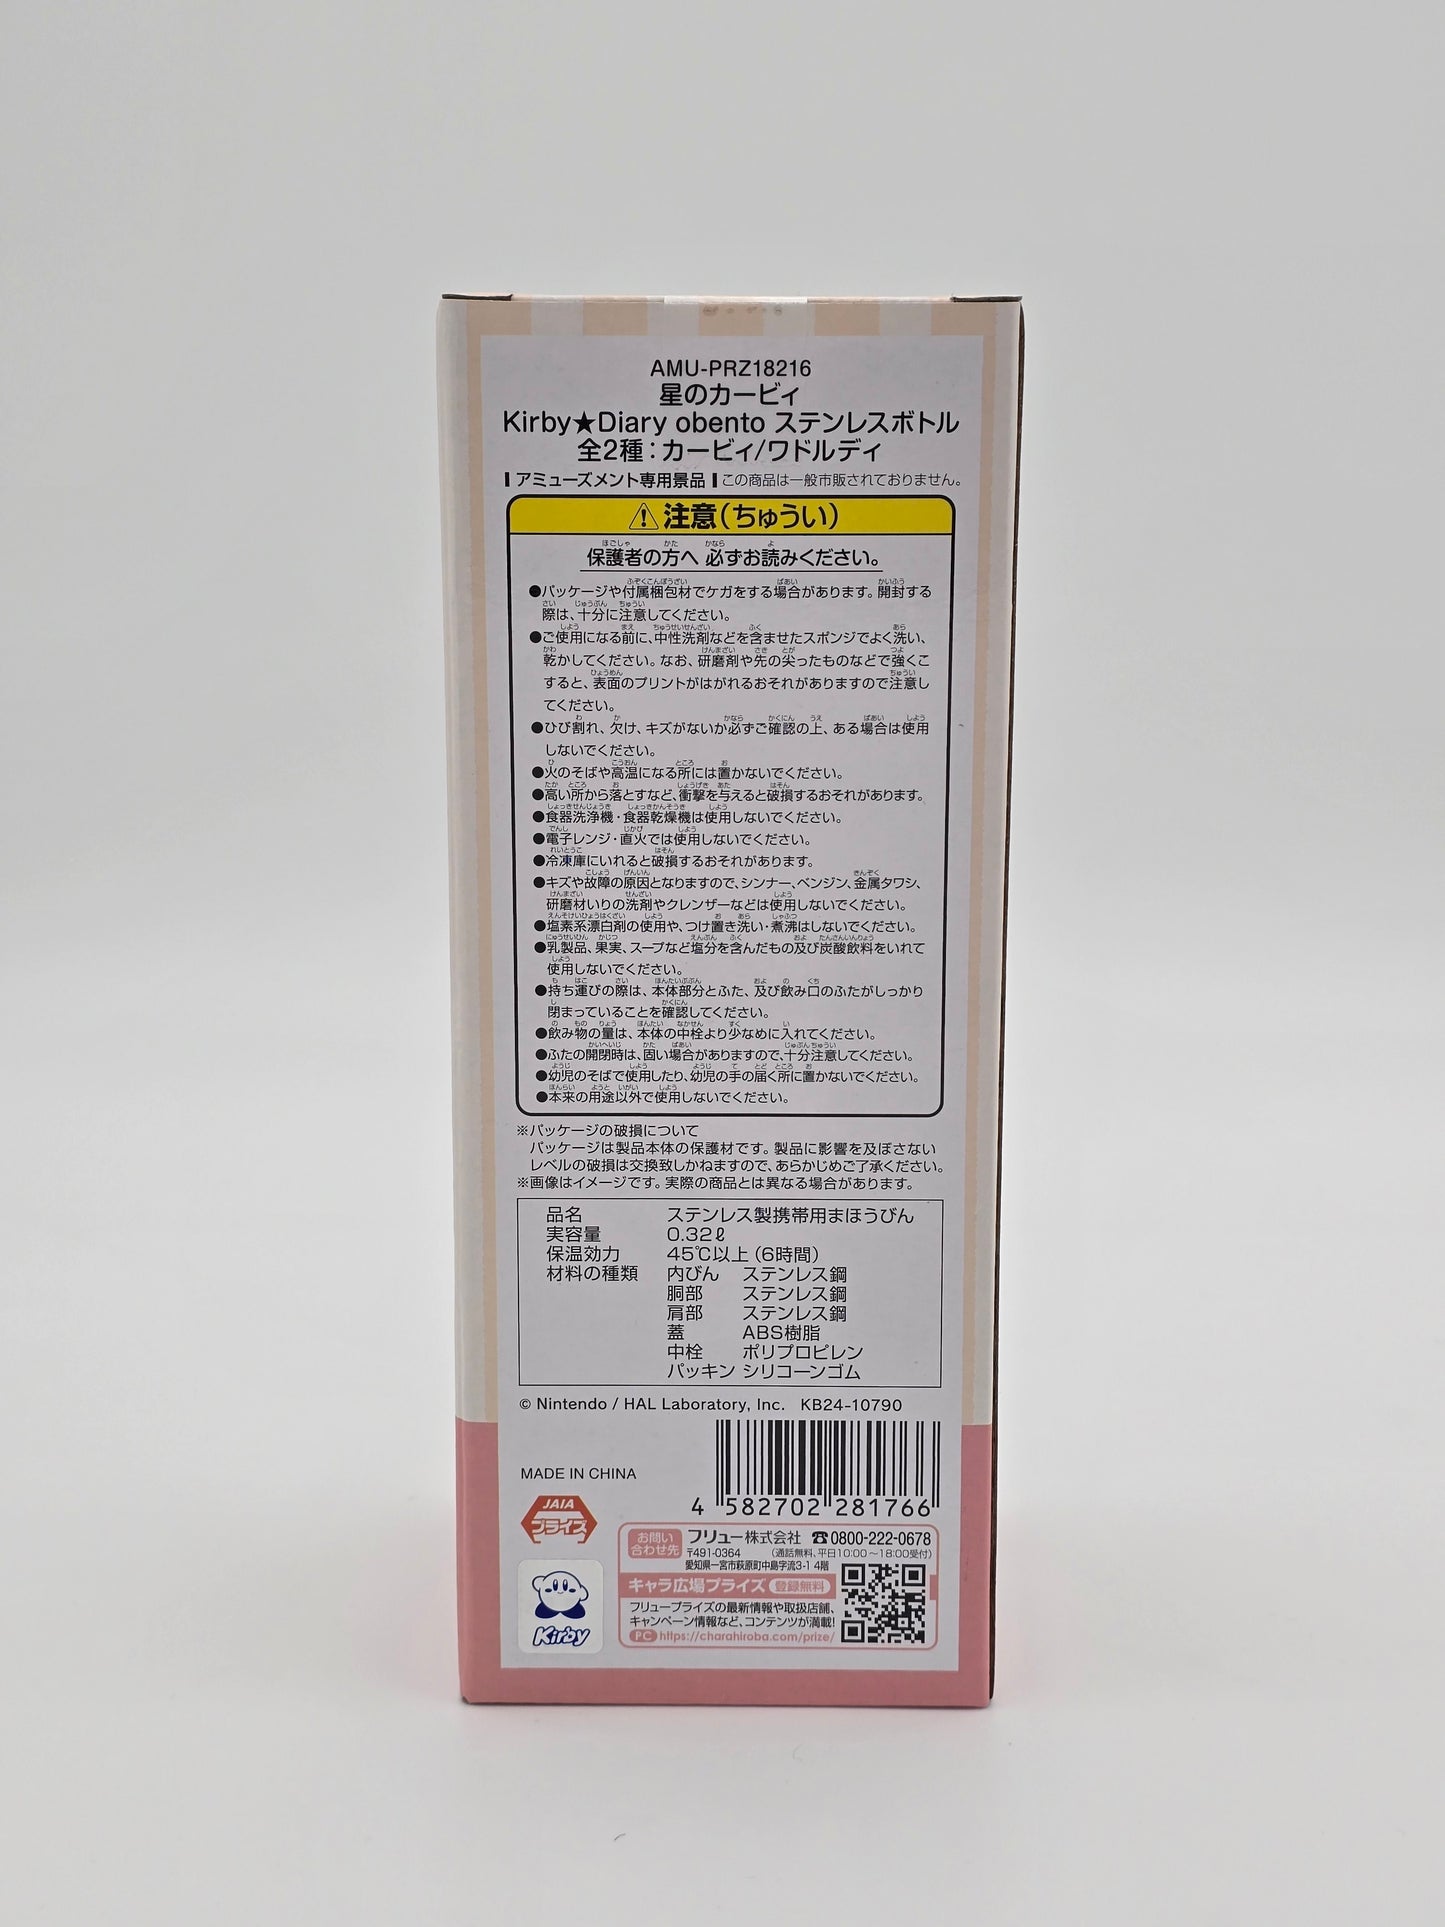 AMU-PRZ18216
星のカービィ
Kirby★Diary obento ステンレスボトル
全2種：カービィ/ワドルディ
アミューズメント専用景品 この商品は一般市販されておりません。
注意(ちゅうい)
保護者の方へ 必ずお読みください。
●パッケージや付属梱包材でケガをする場合があります。開封する
際は、十分に注意してください。
●ご使用になる前に、中性洗剤などを含ませたスポンジでよく洗い、
乾かしてください。なお、研磨剤や先の尖ったものなどで強くこ
すると、表面のプリントがはがれるおそれがありますので注意し
てください。
●ひび割れ、欠け、キズがないか必ずご確認の上、ある場合は使用
しないでください。
●火のそばや高温になる所には置かないでください。
●高い所から落とすなど、衝撃を与えると破損するおそれがあります。
●食器洗浄機・食器乾燥機は使用しないでください。
●電子レンジ・直火では使用しないでください。
●冷凍庫にいれると破損するおそれがあります。
●キズや故障の原因となりますので、シンナー、ベンジン、金属タワシ、
研磨材いりの洗剤やクレンザーなどは使用しないでください。
●塩素系漂白剤の使用や、つけ置き洗い・煮沸はしないでください。
●乳製品、果実、スープなど塩分を含んだもの及び炭酸飲料をいれて
使用しないでください。
●持ち運びの際は、本体部分とふた、及び飲み口のふたがしっかり
閉まっていることを確認してください。
●飲み物の量は、本体の中栓より少なめに入れてください。
●ふたの開閉時は、固い場合がありますので、十分注意してください。
●幼児のそばで使用したり、幼児の手の届く所に置かないでください。
●本来の用途以外で使用しないでください。
※パッケージの破損について
パッケージは製品本体の保護材です。製品に影響を及ぼさない
レベルの破損は交換致しかねますので、あらかじめご了承ください。
※画像はイメージです。実際の商品とは異なる場合があります。
品名 ステンレス製携帯用まほうびん
実容量 0.32ℓ
保温効力 45℃以上(6時間)
材料の種類 内びん ステンレス鋼
胴部 ステンレス鋼
肩部 ステンレス鋼
蓋 ABS樹脂
中栓 ポリプロピレン
パッキン シリコーンゴム
© Nintendo / HAL Laboratory, Inc. KB24-10790
MADE IN CHINA
4 582702 281766
JAIA
プライズ
Kirby
お問い
合わせ先
フリュー株式会社 ☎0800-222-0678
〒491-0364 (通話無料、平日10:00～18:00受付)
愛知県一宮市萩原町中島字流3-1 4階
キャラ広場プライズ 登録無料
フリュープライズの最新情報や取扱店舗、
キャンペーン情報など、コンテンツが満載!
PC https://charahiroba.com/prize/